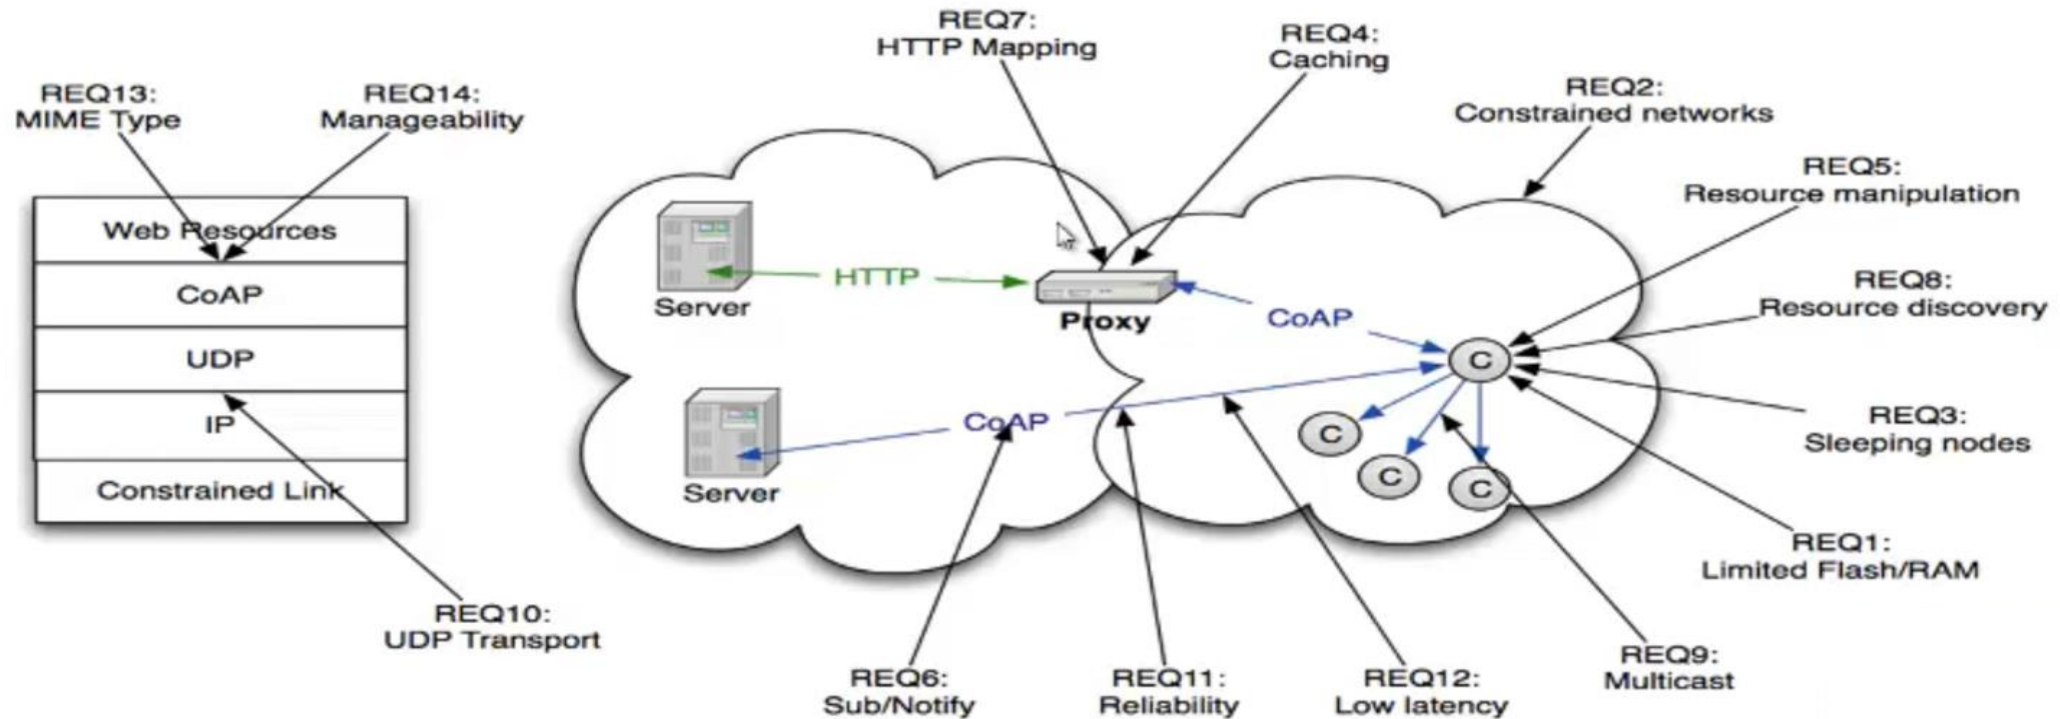 REQ7:
HTTP Mapping
REQ4:
Caching
REQ13:
MIME Type
REQ14:
Manageability
REQ2:
Constrained networks
REQ5:
Resource manipulation
Web Resources
CoAP
UDP
IP
Constrained Link
Server
HTTP
Proxy
CoAP
REQ8:
Resource discovery
C
CoAP
Server
C
C
C
REQ3:
Sleeping nodes
REQ1:
Limited Flash/RAM
REQ10:
UDP Transport
REQ6:
Sub/Notify
REQ11:
Reliability
REQ12:
Low latency
REQ9:
Multicast